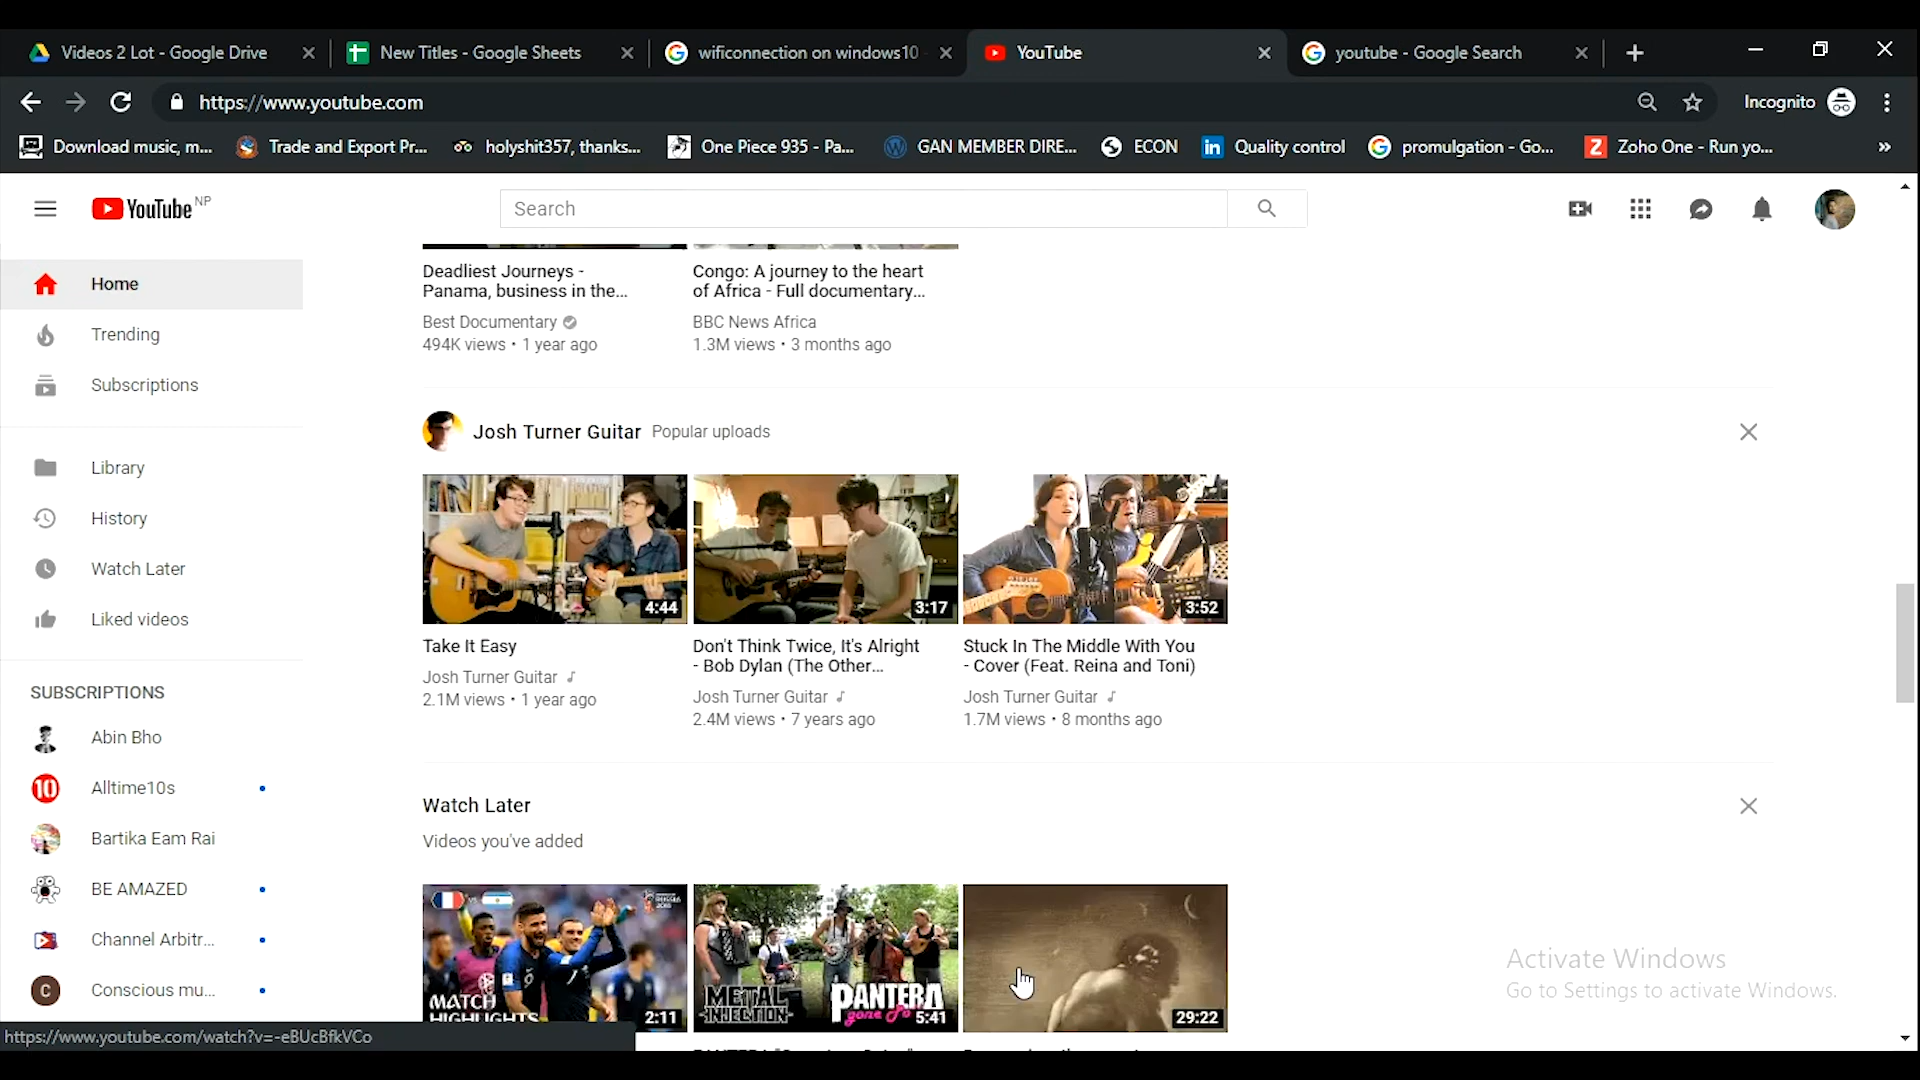 Videos 2 Lot - Google Drive
New Titles - Google Sheets
wificonnection on windows10
YouTube
youtube - Google Search
https://www.youtube.com
Incognito
Download music, m...
Trade and Export Pr...
holyshit357, thanks...
One Piece 935 - Pa...
GAN MEMBER DIRE...
ECON
Quality control
promulgation - Go...
Zoho One - Run yo...
YouTube NP
Search
Home
Trending
Subscriptions
Library
History
Watch Later
Liked videos
SUBSCRIPTIONS
Abin Bho
10
Alltime10s
Bartika Eam Rai
BE AMAZED
Channel Arbitr...
C
Conscious mu...
Deadliest Journeys -
Panama, business in the...
Best Documentary
494K views • 1 year ago
Congo: A journey to the heart
of Africa - Full documentary...
BBC News Africa
1.3M views • 3 months ago
Josh Turner Guitar Popular uploads
4:44
3:17
3:52
Take It Easy
Josh Turner Guitar
2.1M views • 1 year ago
Don't Think Twice, It's Alright
- Bob Dylan (The Other...
Josh Turner Guitar
2.4M views • 7 years ago
Stuck In The Middle With You
- Cover (Feat. Reina and Toni)
Josh Turner Guitar
1.7M views • 8 months ago
Watch Later
Videos you've added
MATCH
HIGHLIGHTS
2:11
METAL
INJECTION
PANTERA
gone
5:41
29:22
Activate Windows
Go to Settings to activate Windows.
https://www.youtube.com/watch?v=-eBUcBfkVCo